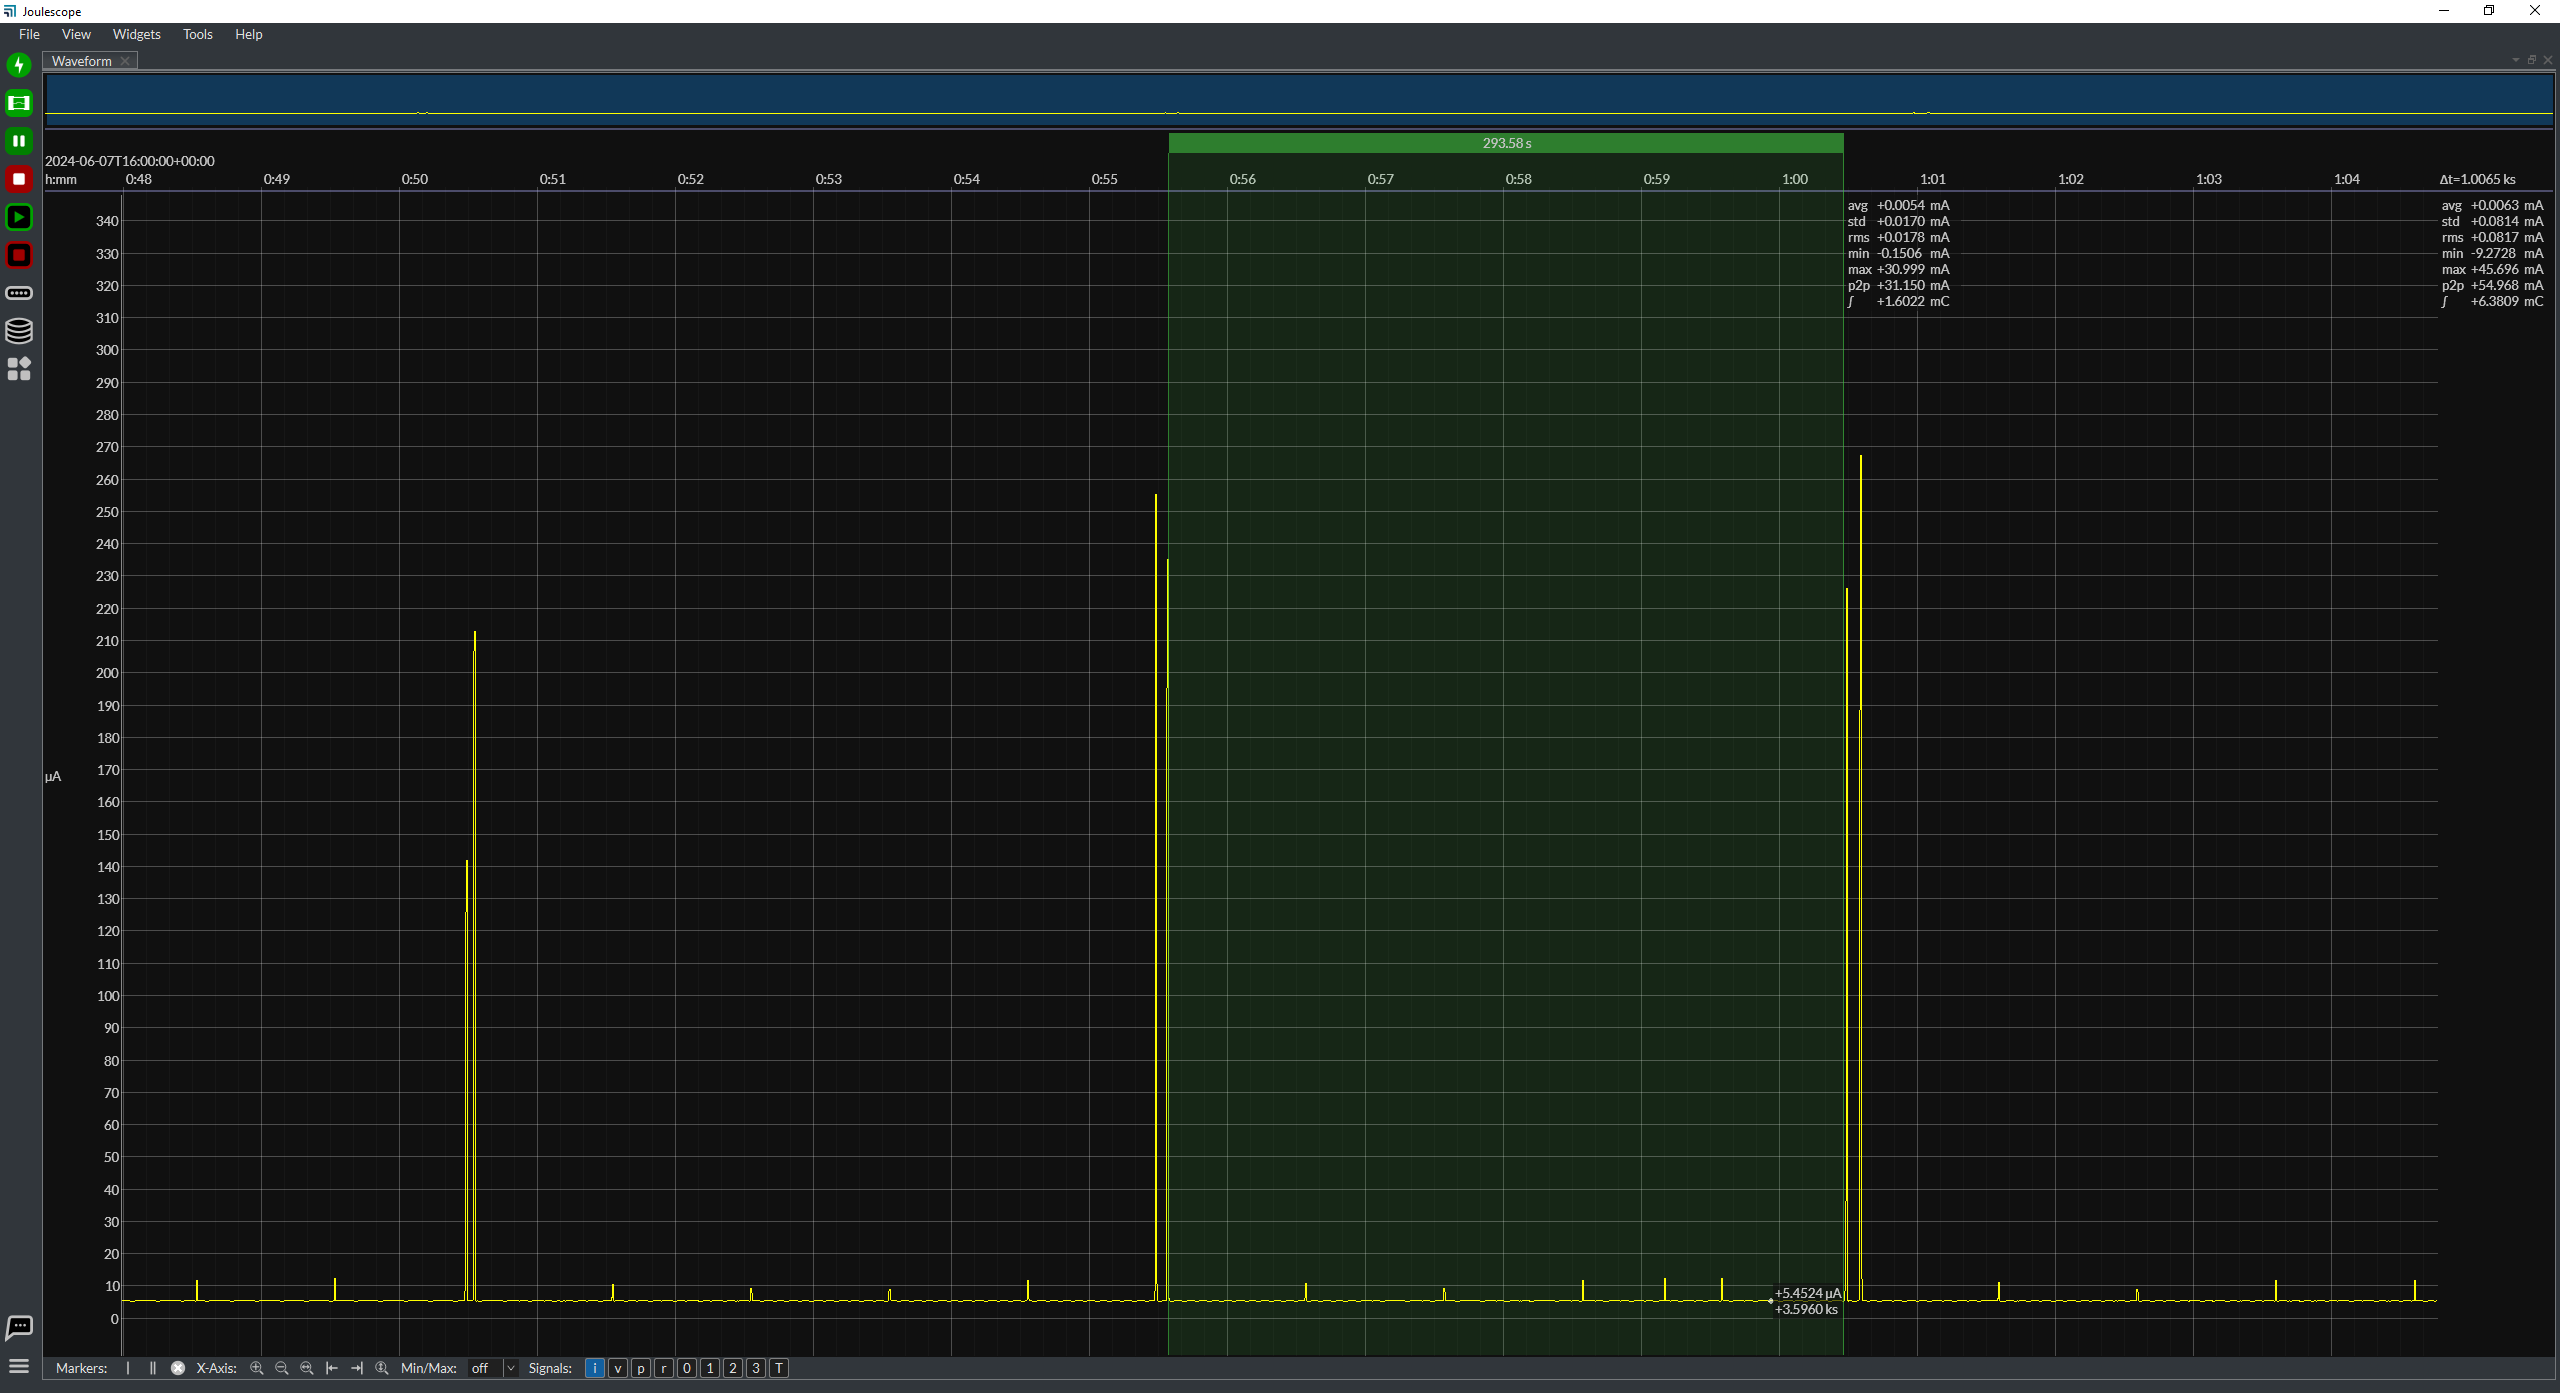 Joulescope
File View Widgets Tools Help
Waveform
293.58 s
2024-06-07T16:00:00+00:00
h:mm 0:48 0:49 0:50 0:51 0:52 0:53 0:54 0:55 0:56 0:57 0:58 0:59 1:00 1:01 1:02 1:03 1:04 Δt=1.0065 ks
avg +0.0054 mA
std +0.0170 mA
rms +0.0178 mA
min -0.1506 mA
max +30.999 mA
p2p +31.150 mA
∫ +1.6022 mC
avg +0.0063 mA
std +0.0814 mA
rms +0.0817 mA
min -9.2728 mA
max +45.696 mA
p2p +54.968 mA
∫ +6.3809 mC
340
330
320
310
300
290
280
270
260
250
240
230
220
210
200
190
180
170
µA
160
150
140
130
120
110
100
90
80
70
60
50
40
30
20
10
0
+5.4524 µA
+3.5960 ks
Markers: X-Axis: Min/Max: off Signals: i v p r 0 1 2 3 T